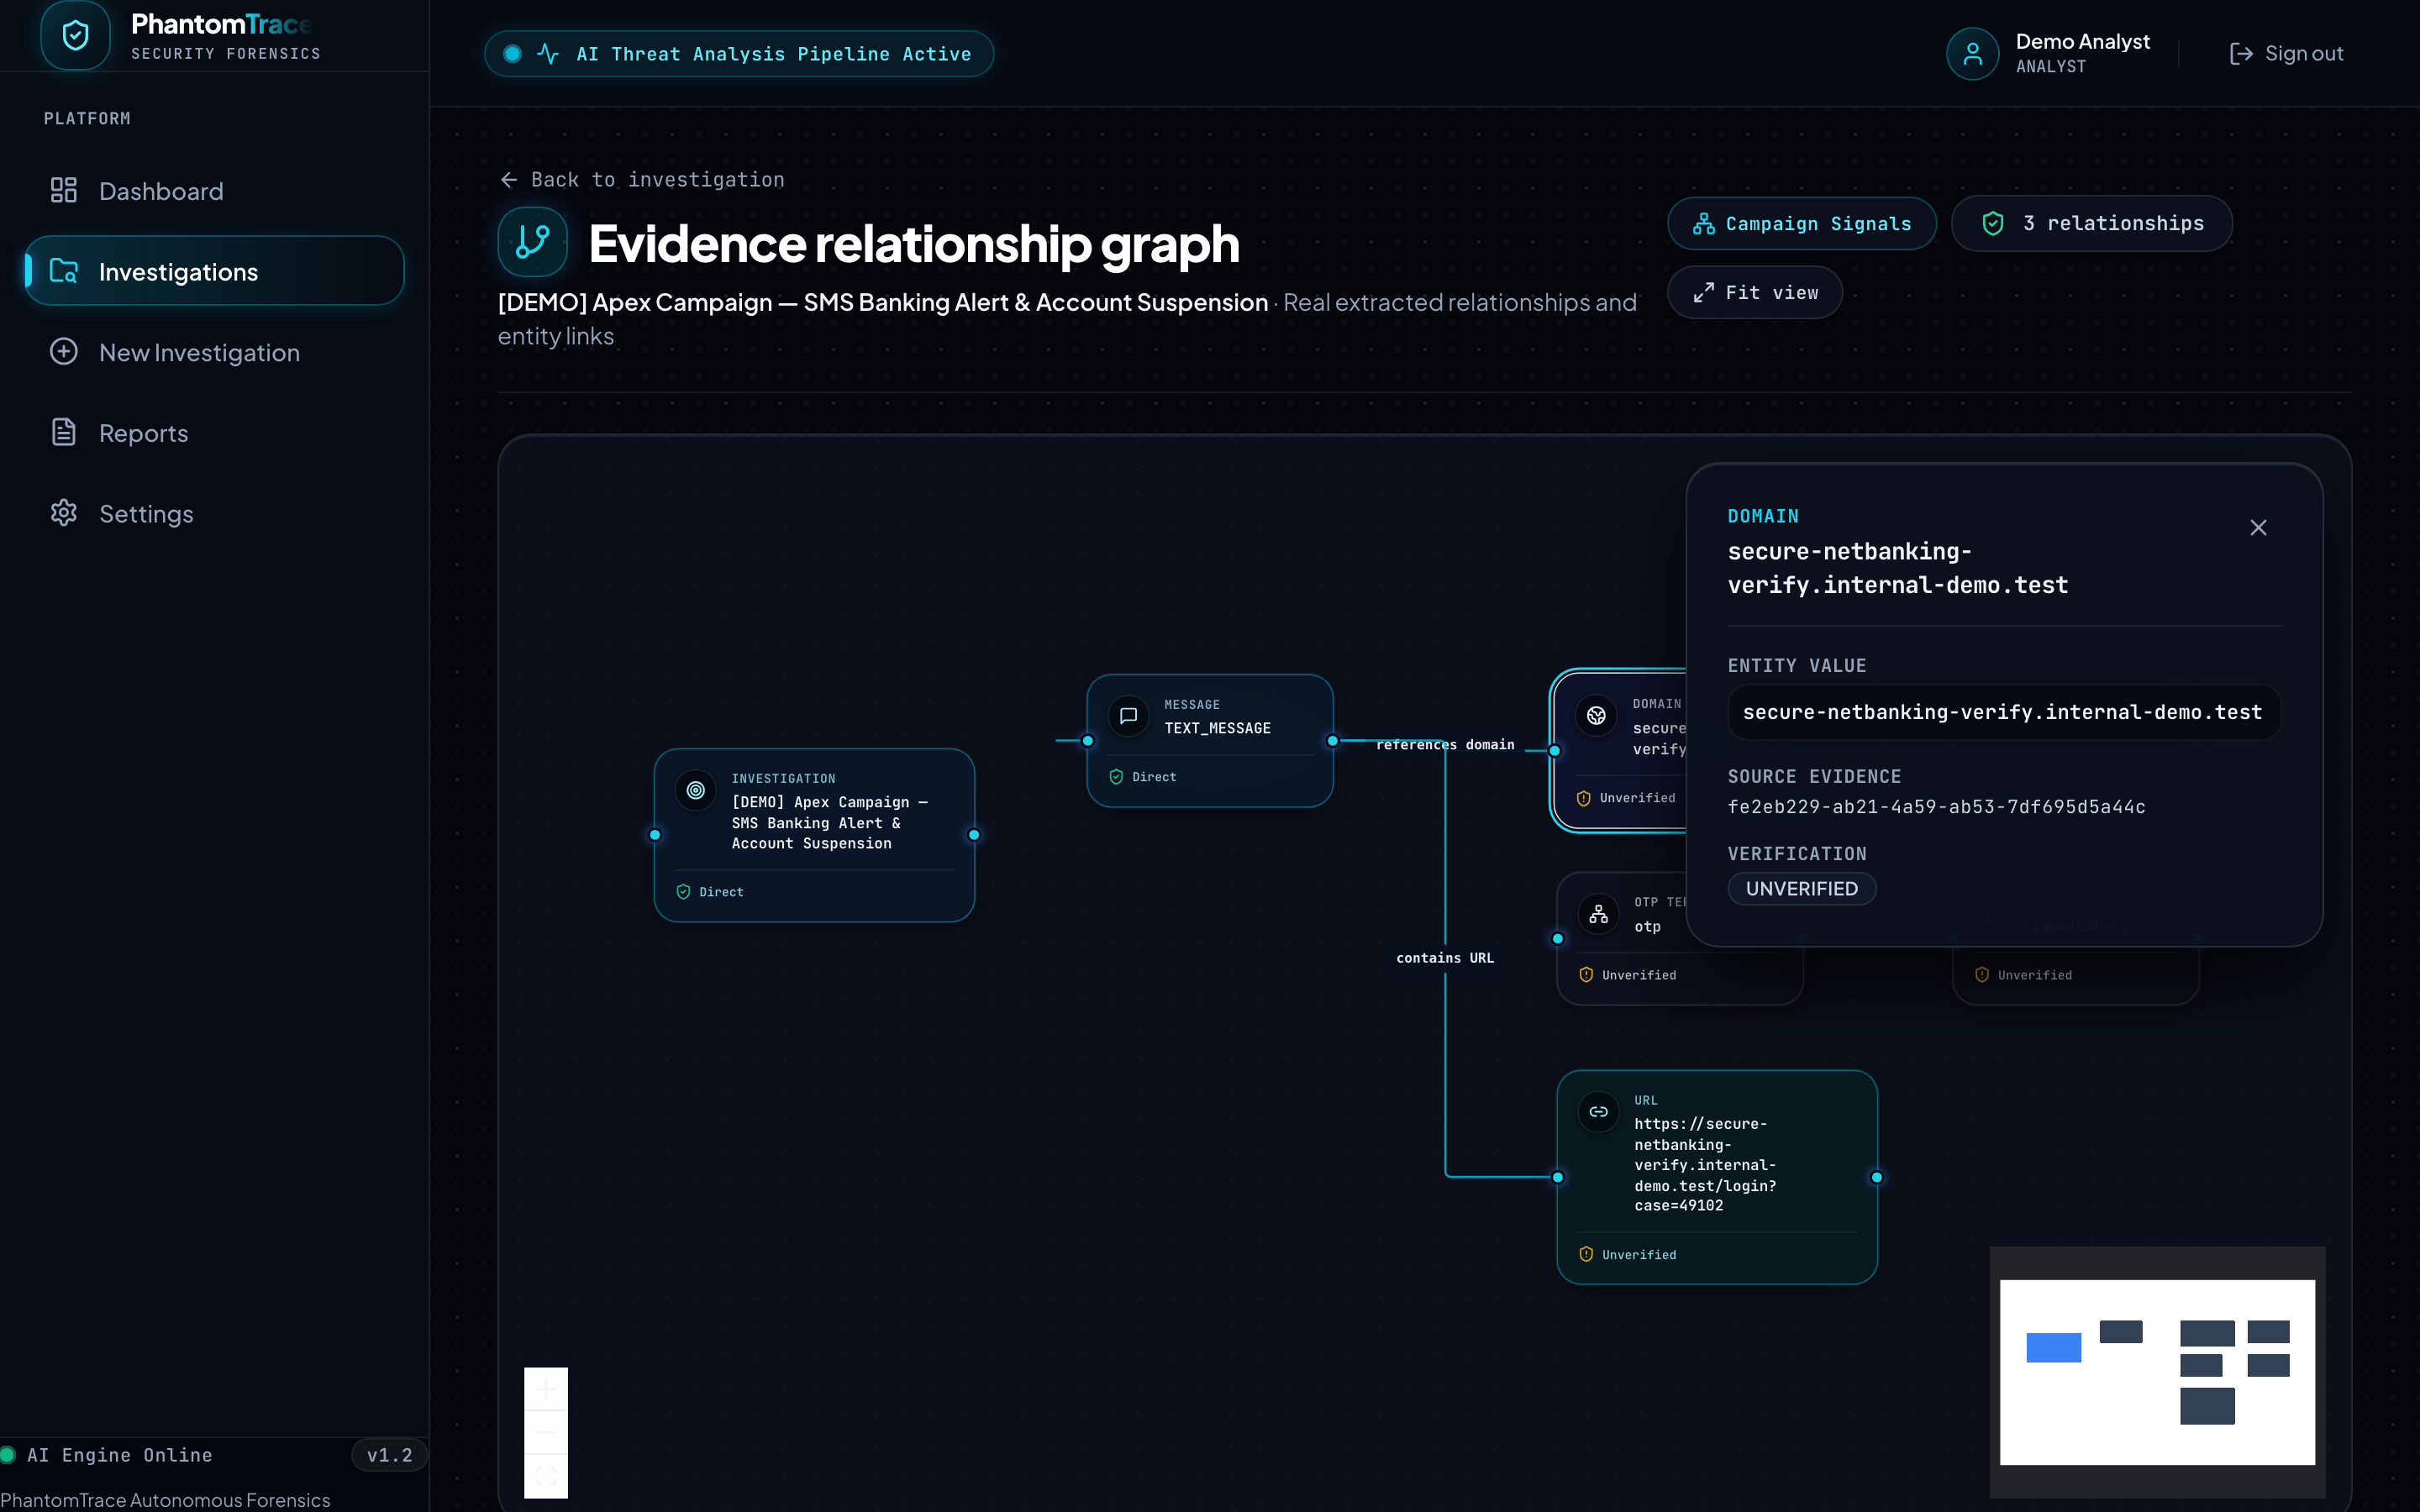 PhantomTrace
SECURITY FORENSICS
PLATFORM
Dashboard
Investigations
New Investigation
Reports
Settings
AI Engine Online
v1.2
PhantomTrace Autonomous Forensics
AI Threat Analysis Pipeline Active
Demo Analyst
ANALYST
Sign out
Back to investigation
Evidence relationship graph
[DEMO] Apex Campaign — SMS Banking Alert & Account Suspension · Real extracted relationships and
entity links
Campaign Signals
3 relationships
Fit view
INVESTIGATION
[DEMO] Apex Campaign —
SMS Banking Alert &
Account Suspension
Direct
MESSAGE
TEXT_MESSAGE
Direct
references domain
contains URL
DOMAIN
secure
verify
Unverified
OTP
otp
Unverified
immediately
Unverified
URL
https://secure-
netbanking-
verify.internal-
demo.test/login?
case=49102
Unverified
DOMAIN
secure-netbanking-
verify.internal-demo.test
ENTITY VALUE
secure-netbanking-verify.internal-demo.test
SOURCE EVIDENCE
fe2eb229-ab21-4a59-ab53-7df695d5a44c
VERIFICATION
UNVERIFIED